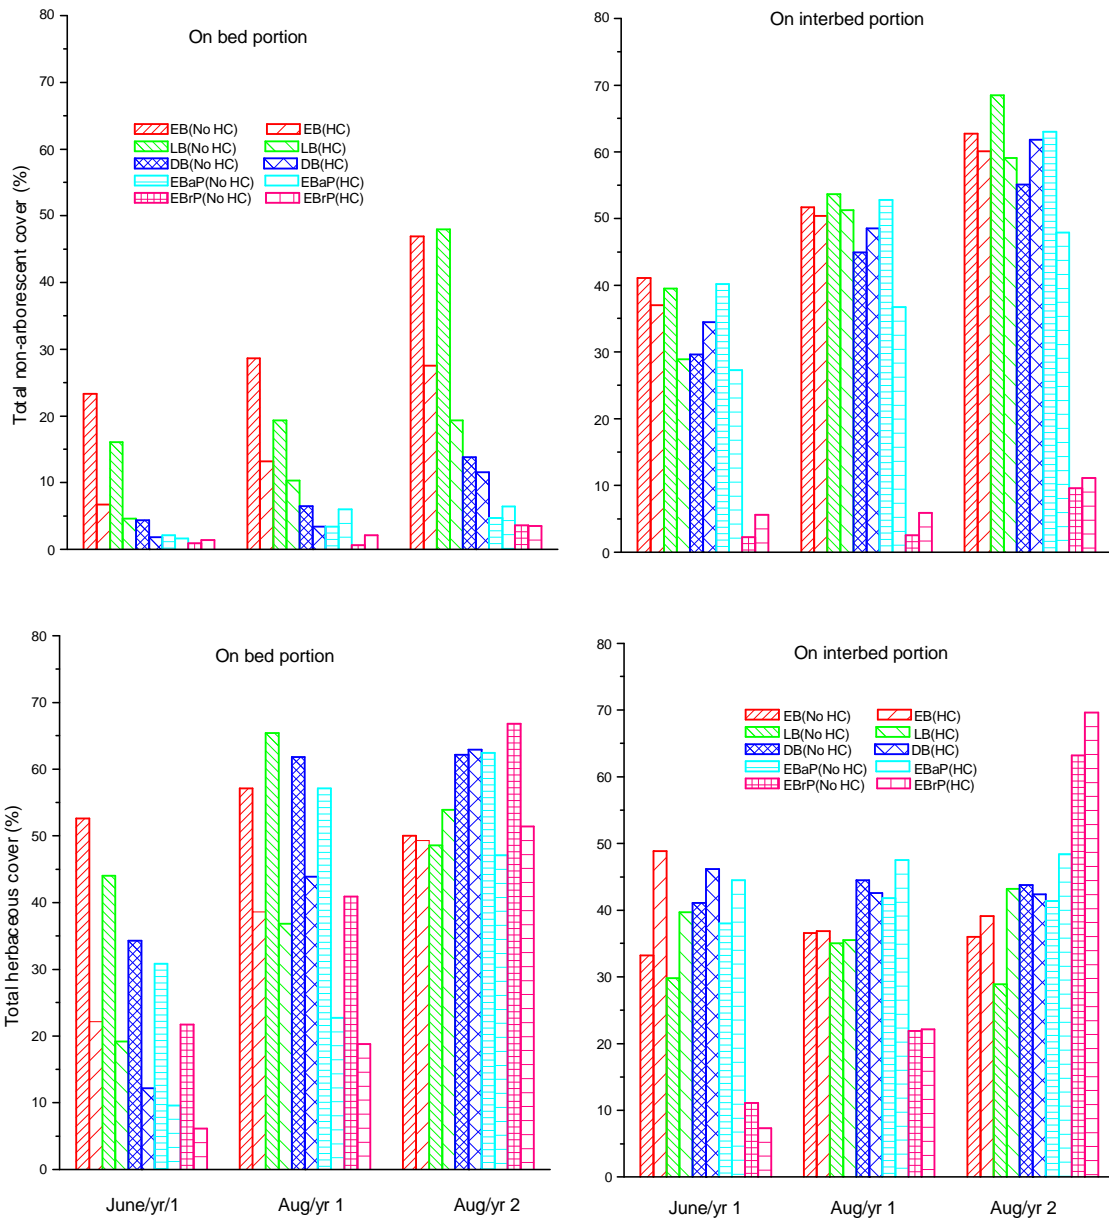 On bed portion
Total non-arborescent cover (%)
80
70
60
50
40
30
20
10
0
EB(No HC) EB(HC)
LB(No HC) LB(HC)
DB(No HC) DB(HC)
EBaP(No HC) EBaP(HC)
EBrP(No HC) EBrP(HC)
On interbed portion
80
70
60
50
40
30
20
10
0
On bed portion
Total herbaceous cover (%)
80
70
60
50
40
30
20
10
0
June/yr/1 Aug/yr 1 Aug/yr 2
On interbed portion
80
70
60
50
40
30
20
10
0
EB(No HC) EB(HC)
LB(No HC) LB(HC)
DB(No HC) DB(HC)
EBaP(No HC) EBaP(HC)
EBrP(No HC) EBrP(HC)
June/yr 1 Aug/yr 1 Aug/yr 2